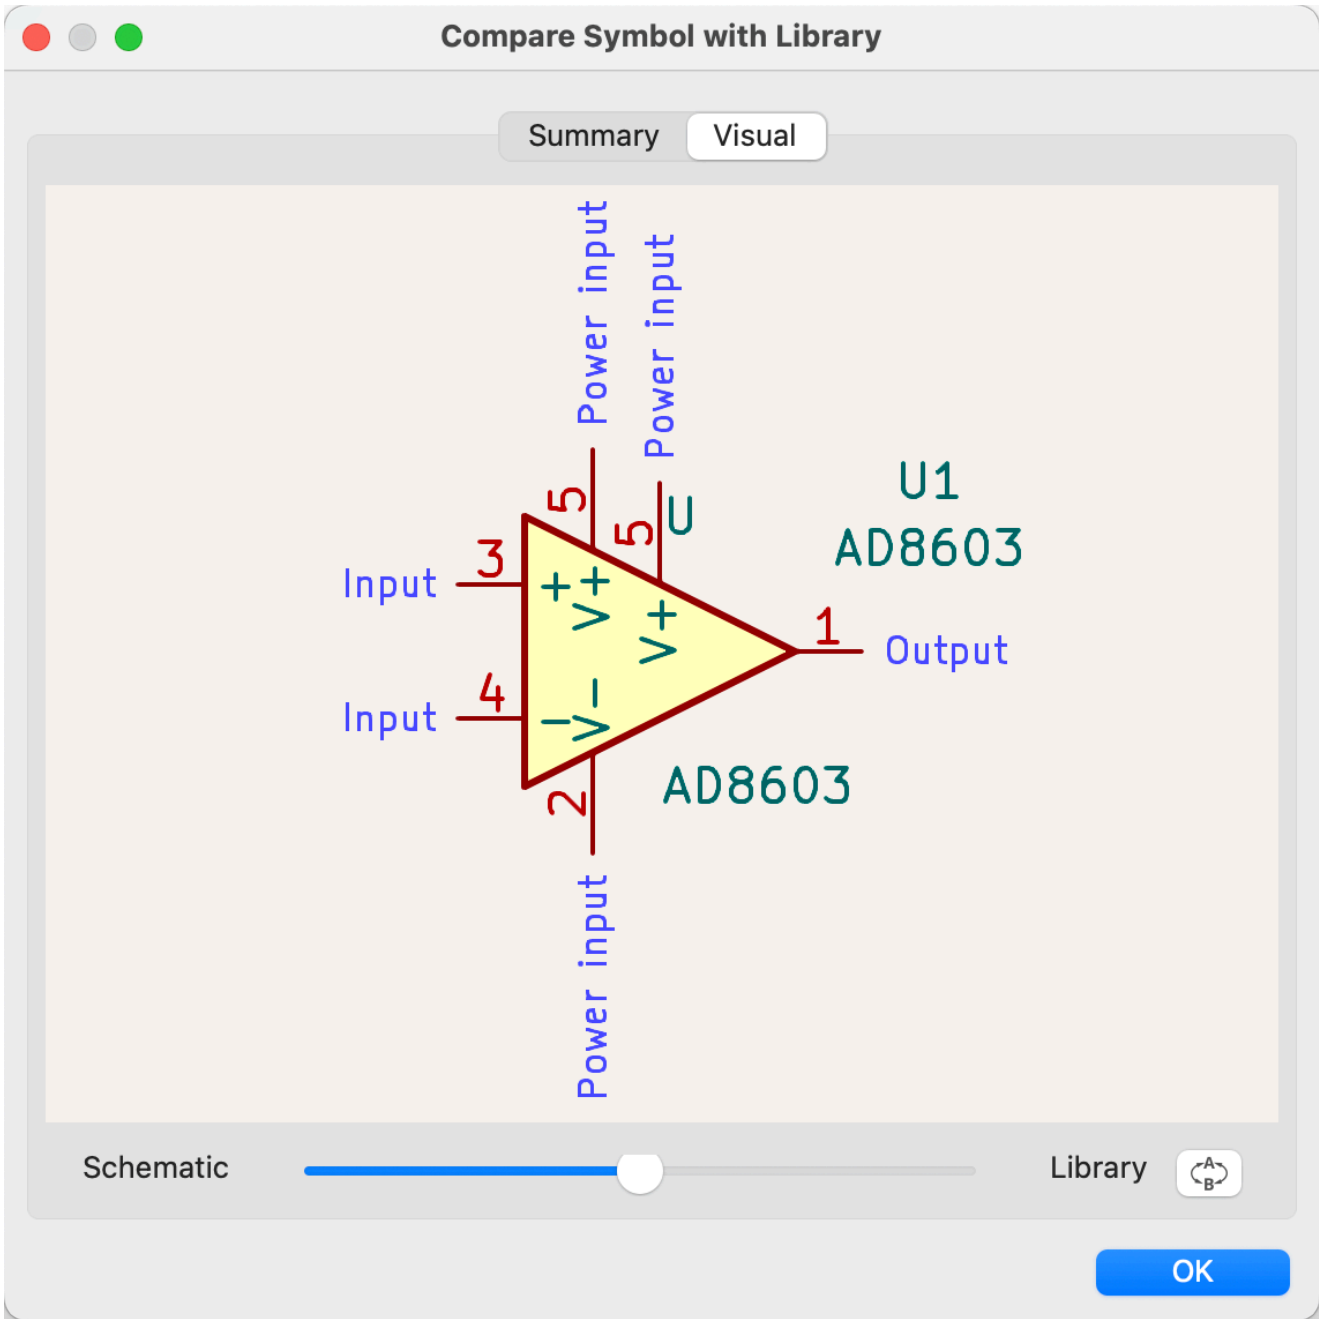 Compare Symbol with Library
Summary
Visual
Power input
Power input
5
5
U
U1
AD8603
3
Input
+
V+
V+
1
Output
4
Input
−
V−
2
AD8603
Power input
Schematic
Library
A
B
OK